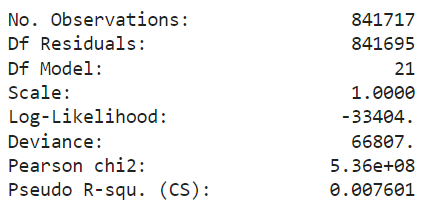 No. Observations: 841717
Df Residuals: 841695
Df Model: 21
Scale: 1.0000
Log-Likelihood: -33404.
Deviance: 66807.
Pearson chi2: 5.36e+08
Pseudo R-squ. (CS): 0.007601